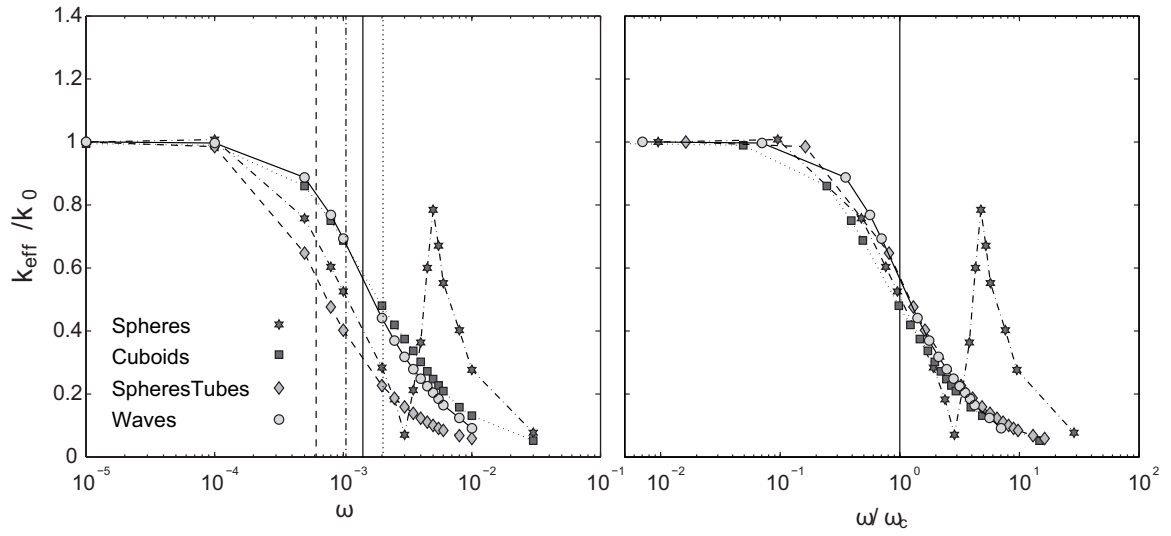 1.4
1.2
1
0.8
0.6
0.4
0.2
0
k_eff /k_0
Spheres
Cuboids
SpheresTubes
Waves
10^−5 10^−4 10^−3 10^−2 10
ω
−1 10^−2 10^−1 10^0 10^1 10^2
ω/ ω_c